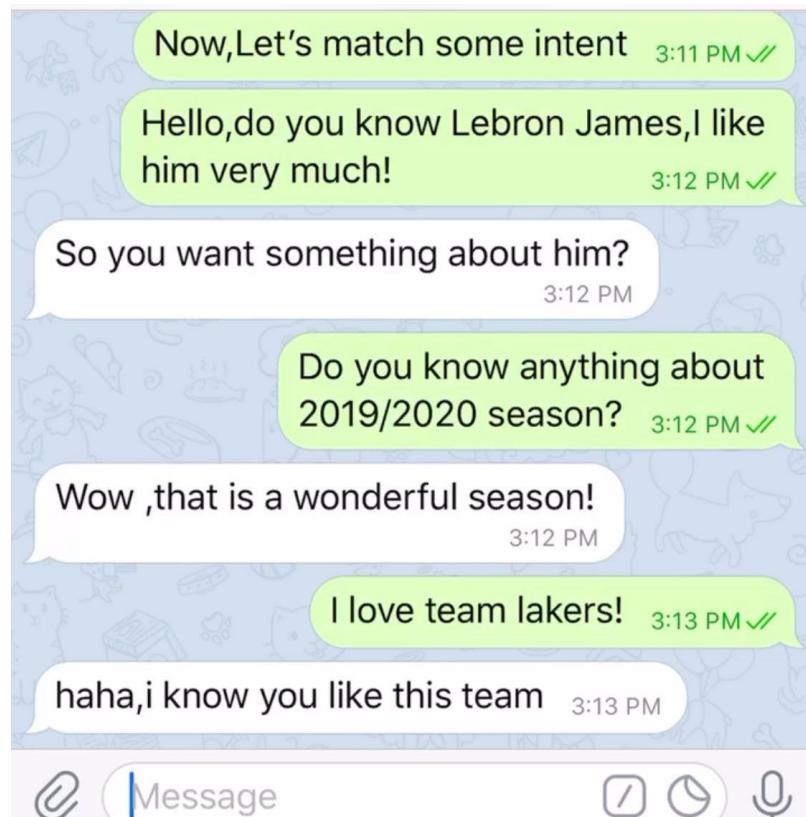 Now,Let's match some intent 3:11 PM
Hello,do you know Lebron James,I like
him very much! 3:12 PM
So you want something about him?
3:12 PM
Do you know anything about
2019/2020 season? 3:12 PM
Wow ,that is a wonderful season!
3:12 PM
I love team lakers! 3:13 PM
haha,i know you like this team 3:13 PM
Message